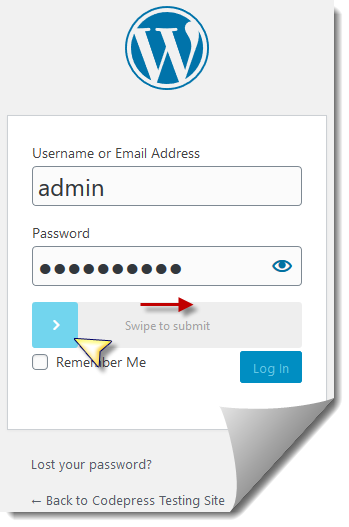 Username or Email Address
admin
Password
●●●●●●●●●●
Swipe to submit
Remember Me
Log In
Lost your password?
← Back to Codepress Testing Site